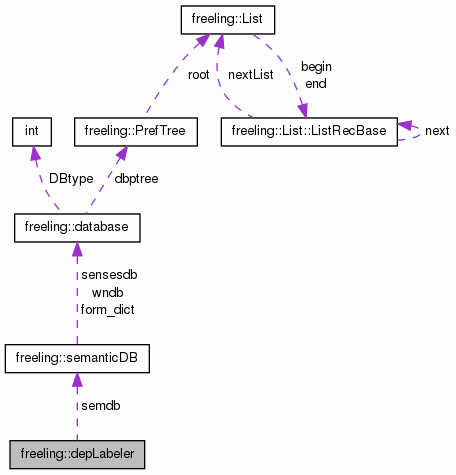 freeling::List
root
nextList
begin
end
int
freeling::PrefTree
freeling::List::ListRecBase
next
DBtype
dbptree
freeling::database
sensesdb
wndb
form_dict
freeling::semanticDB
semdb
freeling::depLabeler